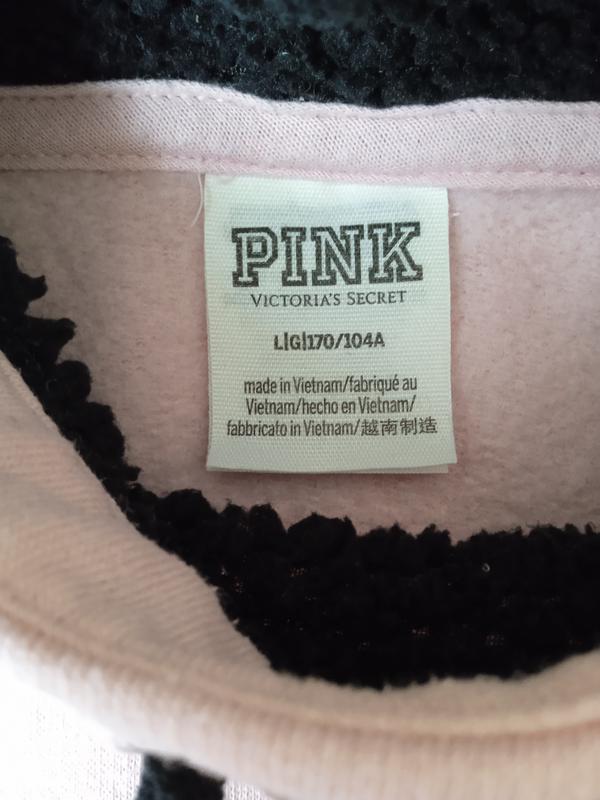 PINK
VICTORIA'S SECRET
L|G|170/104A
made in Vietnam/fabriqué au
Vietnam/hecho en Vietnam/
fabbricato in Vietnam/越南制造